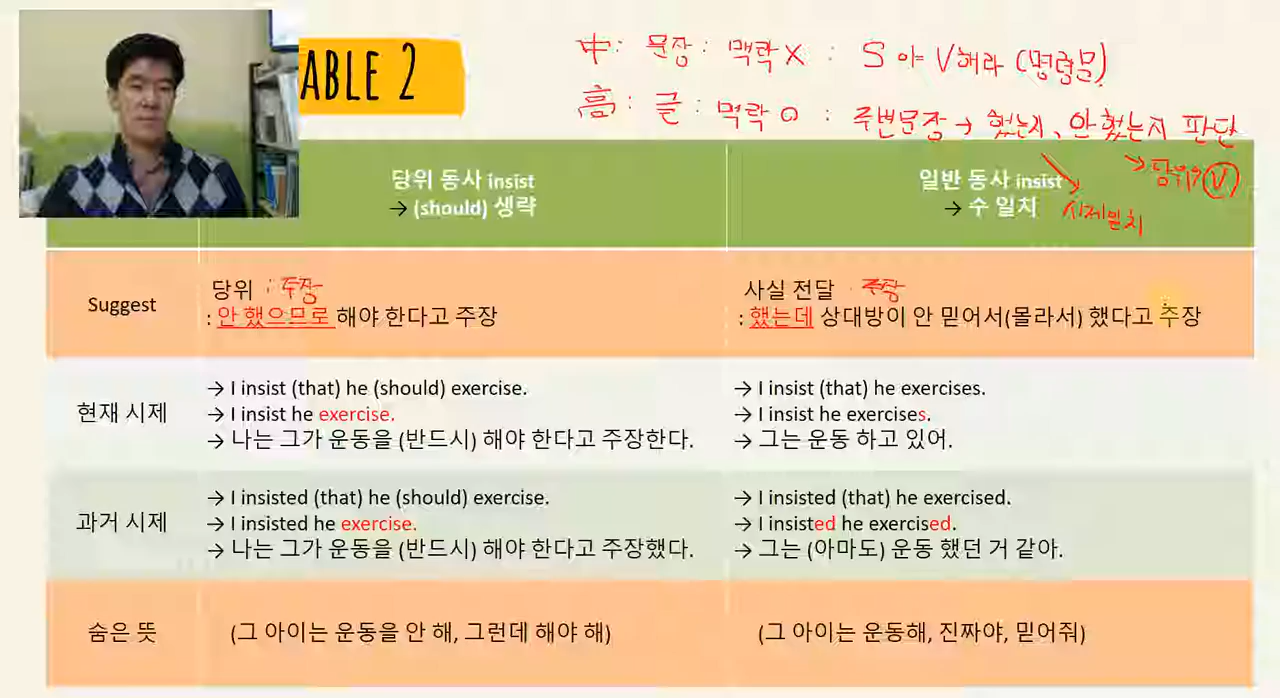 ABLE 2
中: 문장: 맥락 X : S 야 V해라 (명령문)
高: 글: 맥락 O : 주변문장 → 했는지, 안 했는지 판단
→ 당위 V
시제일치
당위 동사 insist
→ (should) 생략
일반 동사 insist
→ 수 일치
Suggest
당위 : 주장
: 안 했으므로 해야 한다고 주장
사실 전달 : 주장
: 했는데 상대방이 안 믿어서(몰라서) 했다고 주장
현재 시제
→ I insist (that) he (should) exercise.
→ I insist he exercise.
→ 나는 그가 운동을 (반드시) 해야 한다고 주장한다.
→ I insist (that) he exercises.
→ I insist he exercises.
→ 그는 운동 하고 있어.
과거 시제
→ I insisted (that) he (should) exercise.
→ I insisted he exercise.
→ 나는 그가 운동을 (반드시) 해야 한다고 주장했다.
→ I insisted (that) he exercised.
→ I insisted he exercised.
→ 그는 (아마도) 운동 했던 거 같아.
숨은 뜻
(그 아이는 운동을 안 해, 그런데 해야 해)
(그 아이는 운동해, 진짜야, 믿어줘)